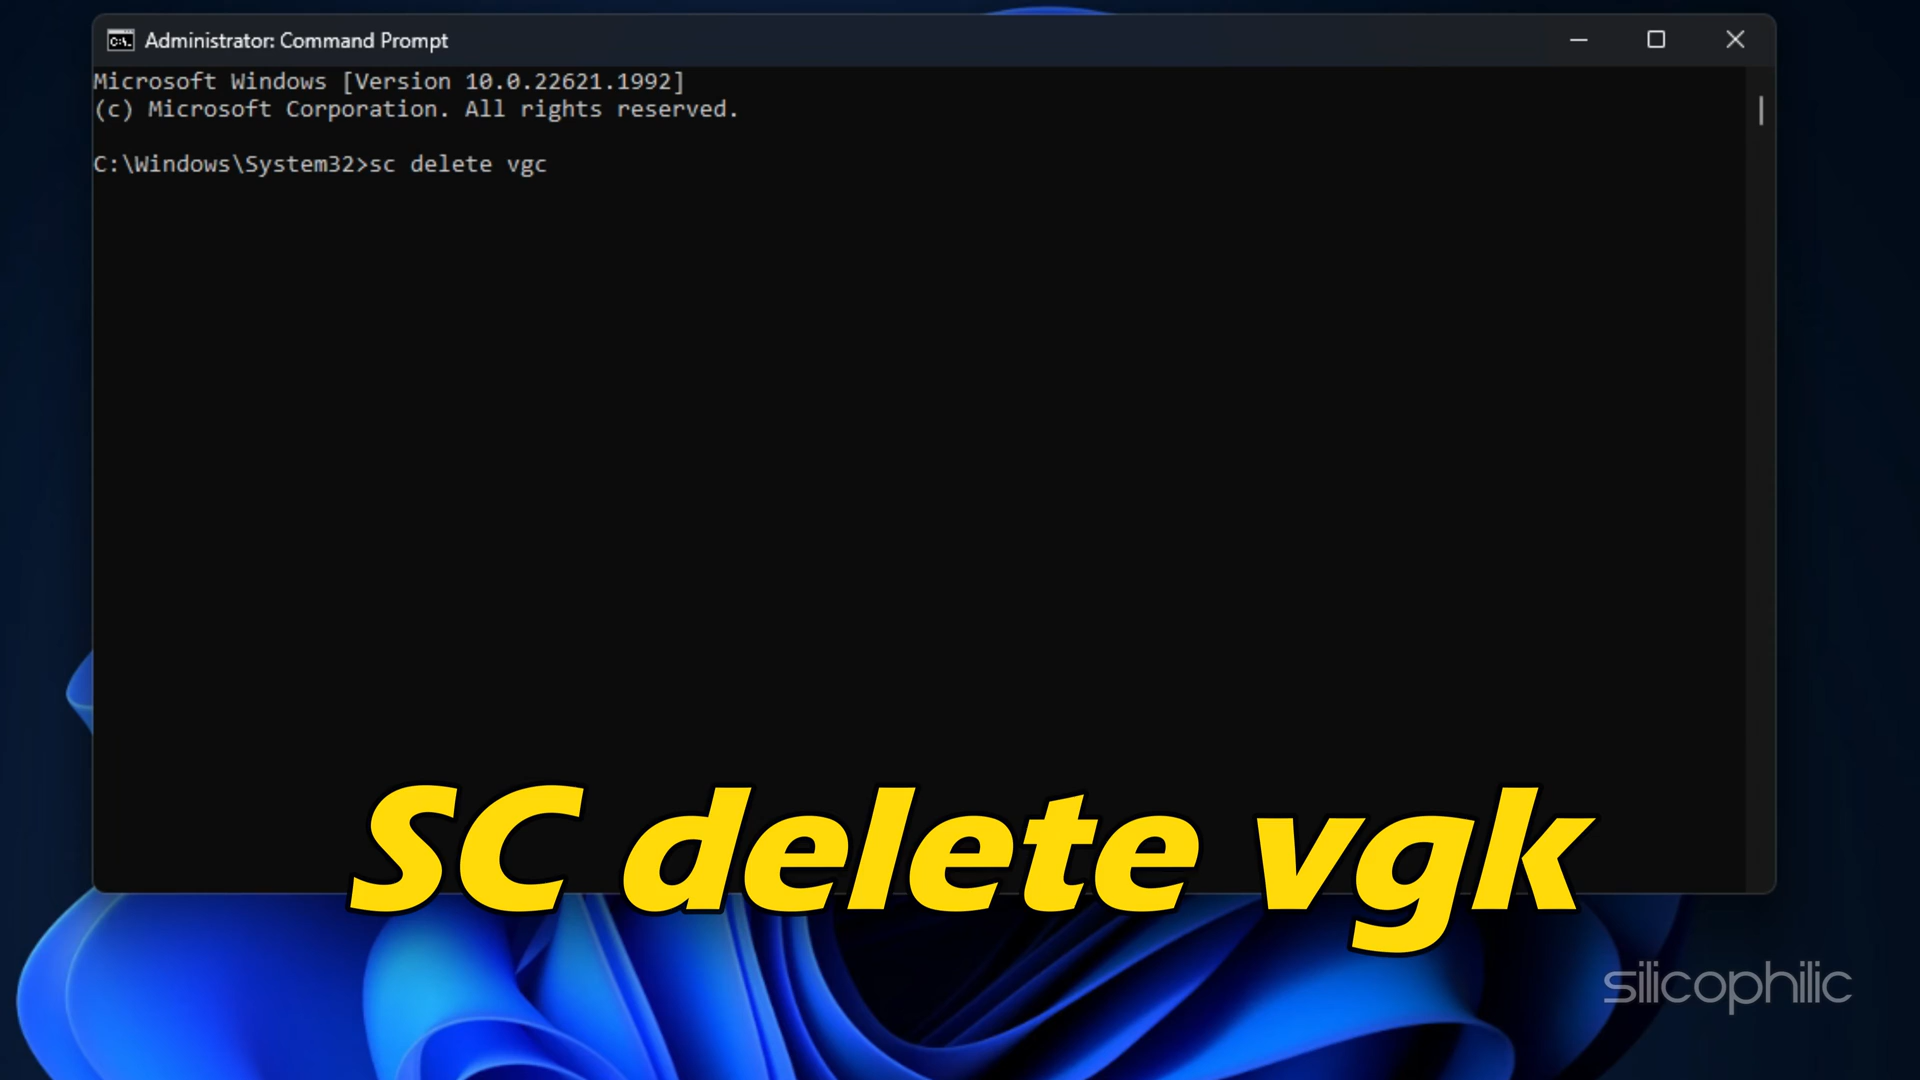 Administrator: Command Prompt
Microsoft Windows [Version 10.0.22621.1992]
(c) Microsoft Corporation. All rights reserved.
C:\Windows\System32>sc delete vgc
SC delete vgk
silicophilic